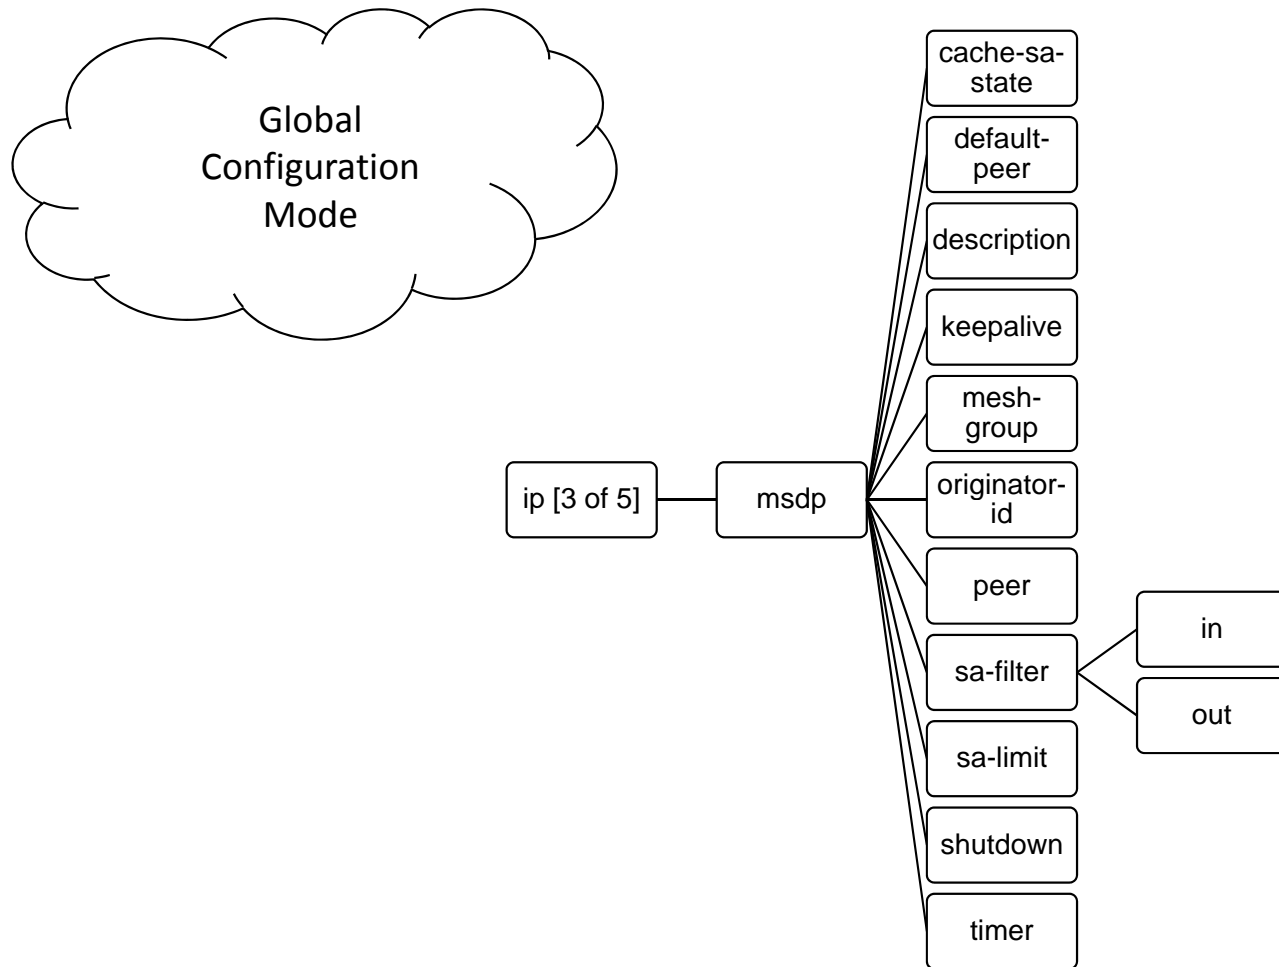 Global
Configuration
Mode
cache-sa-
state
default-
peer
description
keepalive
mesh-
group
ip [3 of 5]
msdp
originator-
id
peer
in
sa-filter
out
sa-limit
shutdown
timer